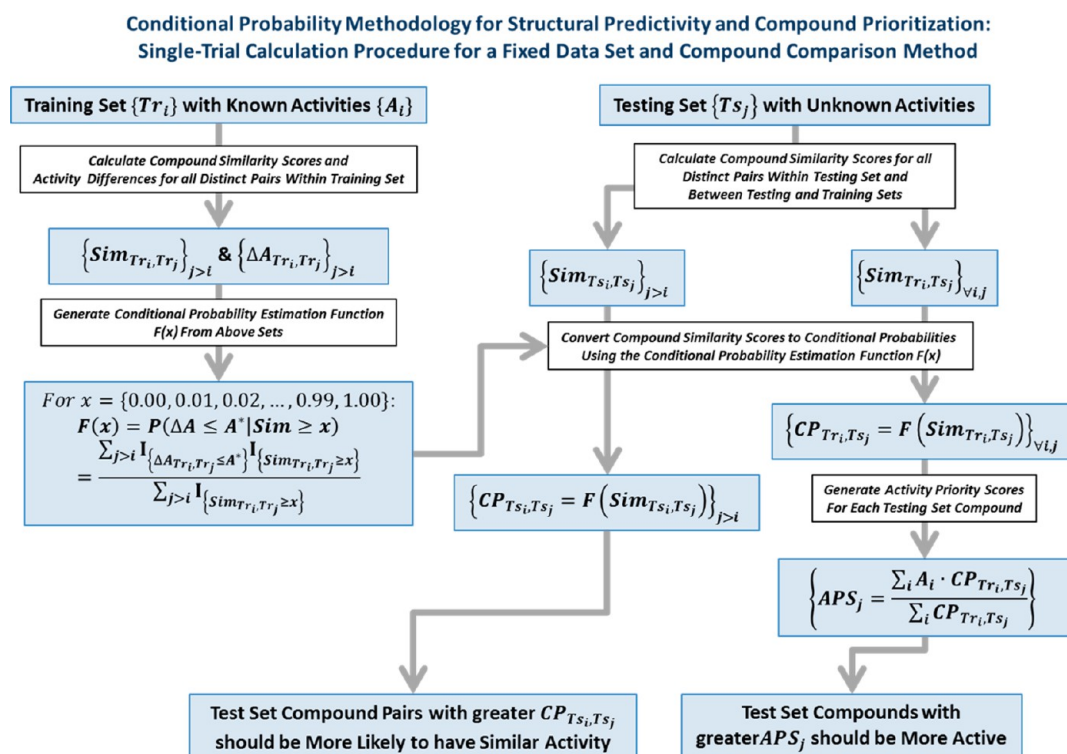 Conditional Probability Methodology for Structural Predictivity and Compound Prioritization:
Single-Trial Calculation Procedure for a Fixed Data Set and Compound Comparison Method
Training Set {Tr_i} with Known Activities {A_i}
Calculate Compound Similarity Scores and
Activity Differences for all Distinct Pairs Within Training Set
{Sim_{Tr_i,Tr_j}}_{j>i} & {ΔA_{Tr_i,Tr_j}}_{j>i}
Generate Conditional Probability Estimation Function
F(x) From Above Sets
For x = {0.00, 0.01, 0.02, ..., 0.99, 1.00}:
F(x) = P(ΔA ≤ A*|Sim ≥ x)
= \frac{∑_{j>i} I_{{ΔA_{Tr_i,Tr_j}≤A*}} I_{{Sim_{Tr_i,Tr_j}≥x}}}{∑_{j>i} I_{{Sim_{Tr_i,Tr_j}≥x}}}
Testing Set {Ts_j} with Unknown Activities
Calculate Compound Similarity Scores for all
Distinct Pairs Within Testing Set and
Between Testing and Training Sets
{Sim_{Ts_i,Ts_j}}_{j>i}
{Sim_{Tr_i,Ts_j}}_{∀i,j}
Convert Compound Similarity Scores to Conditional Probabilities
Using the Conditional Probability Estimation Function F(x)
{CP_{Tr_i,Ts_j} = F(Sim_{Tr_i,Ts_j})}_{∀i,j}
{CP_{Ts_i,Ts_j} = F(Sim_{Ts_i,Ts_j})}_{j>i}
Generate Activity Priority Scores
For Each Testing Set Compound
{APS_j = \frac{∑_i A_i · CP_{Tr_i,Ts_j}}{∑_i CP_{Tr_i,Ts_j}}}
Test Set Compound Pairs with greater CP_{Ts_i,Ts_j}
should be More Likely to have Similar Activity
Test Set Compounds with
greaterAPS_j should be More Active